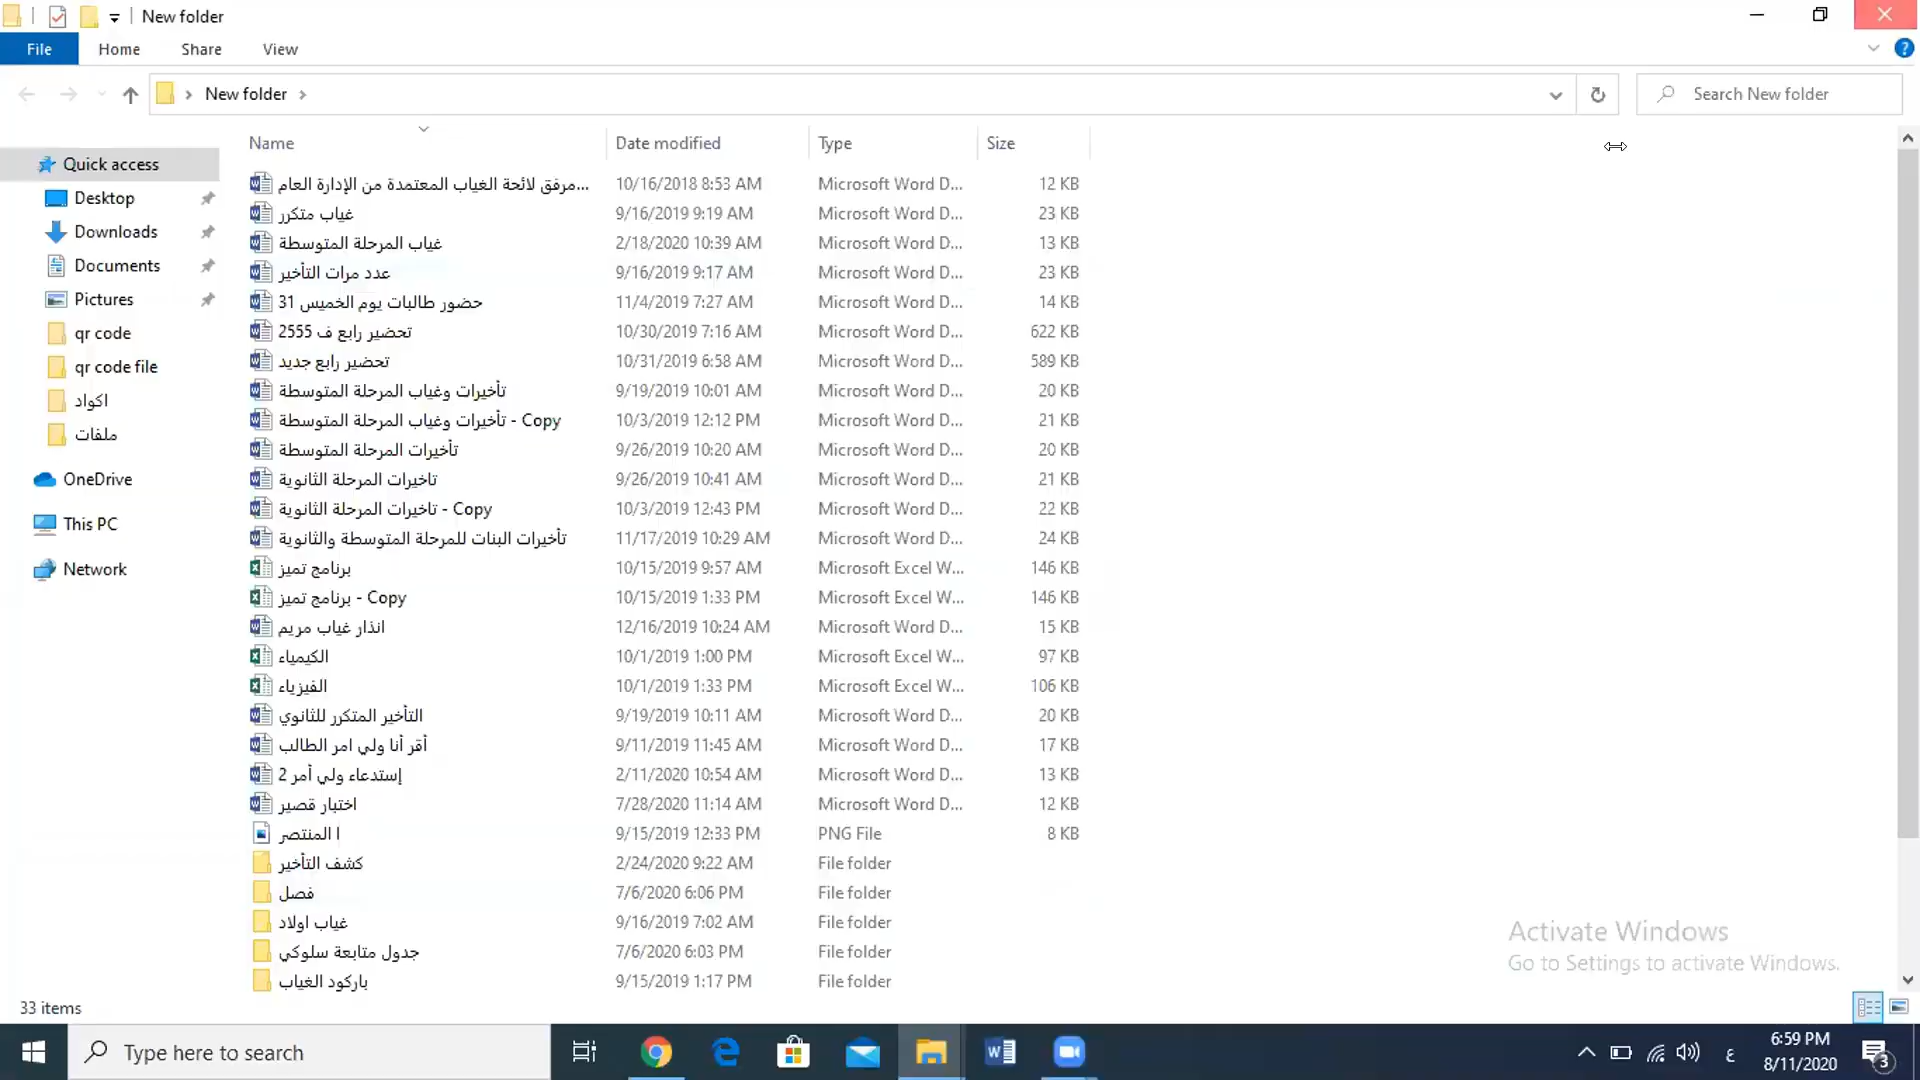 New folder
File Home Share View
New folder
Search New folder
Name Date modified Type Size
Quick access
Desktop
Downloads
Documents
Pictures
qr code
qr code file
اكواد
ملفات
OneDrive
This PC
Network
مرفق لائحة الغياب المعتمدة من الإدارة العام... 10/16/2018 8:53 AM Microsoft Word D... 12 KB
غياب متكرر 9/16/2019 9:19 AM Microsoft Word D... 23 KB
غياب المرحلة المتوسطة 2/18/2020 10:39 AM Microsoft Word D... 13 KB
عدد مرات التأخير 9/16/2019 9:17 AM Microsoft Word D... 23 KB
حضور طالبات يوم الخميس 31 11/4/2019 7:27 AM Microsoft Word D... 14 KB
تحضير رابع ف 2555 10/30/2019 7:16 AM Microsoft Word D... 622 KB
تحضير رابع جديد 10/31/2019 6:58 AM Microsoft Word D... 589 KB
تأخيرات وغياب المرحلة المتوسطة 9/19/2019 10:01 AM Microsoft Word D... 20 KB
تأخيرات وغياب المرحلة المتوسطة - Copy 10/3/2019 12:12 PM Microsoft Word D... 21 KB
تأخيرات المرحلة المتوسطة 9/26/2019 10:20 AM Microsoft Word D... 20 KB
تاخيرات المرحلة الثانوية 9/26/2019 10:41 AM Microsoft Word D... 21 KB
تاخيرات المرحلة الثانوية - Copy 10/3/2019 12:43 PM Microsoft Word D... 22 KB
تأخيرات البنات للمرحلة المتوسطة والثانوية 11/17/2019 10:29 AM Microsoft Word D... 24 KB
برنامج تميز 10/15/2019 9:57 AM Microsoft Excel W... 146 KB
برنامج تميز - Copy 10/15/2019 1:33 PM Microsoft Excel W... 146 KB
انذار غياب مريم 12/16/2019 10:24 AM Microsoft Word D... 15 KB
الكيمياء 10/1/2019 1:00 PM Microsoft Excel W... 97 KB
الفيزياء 10/1/2019 1:33 PM Microsoft Excel W... 106 KB
التأخير المتكرر للثانوي 9/19/2019 10:11 AM Microsoft Word D... 20 KB
أقر أنا ولي امر الطالب 9/11/2019 11:45 AM Microsoft Word D... 17 KB
إستدعاء ولي أمر 2 2/11/2020 10:54 AM Microsoft Word D... 13 KB
اختبار قصير 7/28/2020 11:14 AM Microsoft Word D... 12 KB
ا المنتصر 9/15/2019 12:33 PM PNG File 8 KB
كشف التأخير 2/24/2020 9:22 AM File folder
فصل 7/6/2020 6:06 PM File folder
غياب اولاد 9/16/2019 7:02 AM File folder
جدول متابعة سلوكي 7/6/2020 6:03 PM File folder
باركود الغياب 9/15/2019 1:17 PM File folder
Activate Windows
Go to Settings to activate Windows.
33 items
Type here to search
ع
6:59 PM
8/11/2020
3